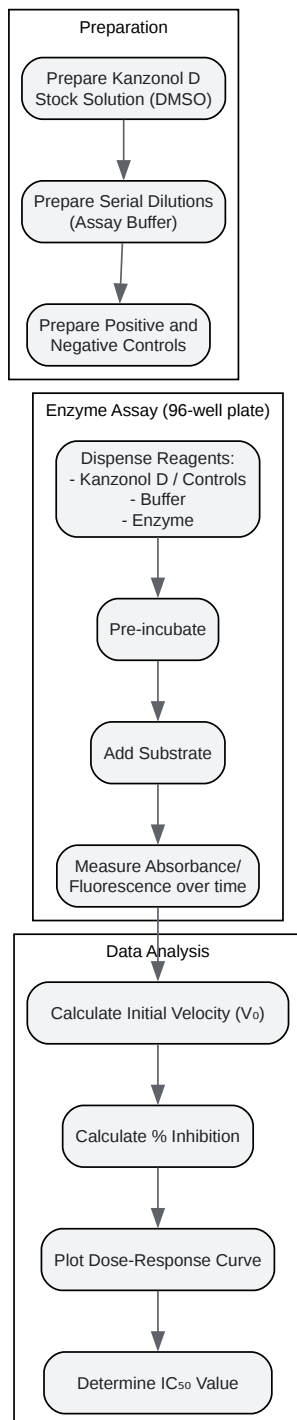 Preparation
Prepare Kanzonol D
Stock Solution (DMSO)
Prepare Serial Dilutions
(Assay Buffer)
Prepare Positive and
Negative Controls
Enzyme Assay (96-well plate)
Dispense Reagents:
- Kanzonol D / Controls
- Buffer
- Enzyme
Pre-incubate
Add Substrate
Measure Absorbance/
Fluorescence over time
Data Analysis
Calculate Initial Velocity (V₀)
Calculate % Inhibition
Plot Dose-Response Curve
Determine IC₅₀ Value